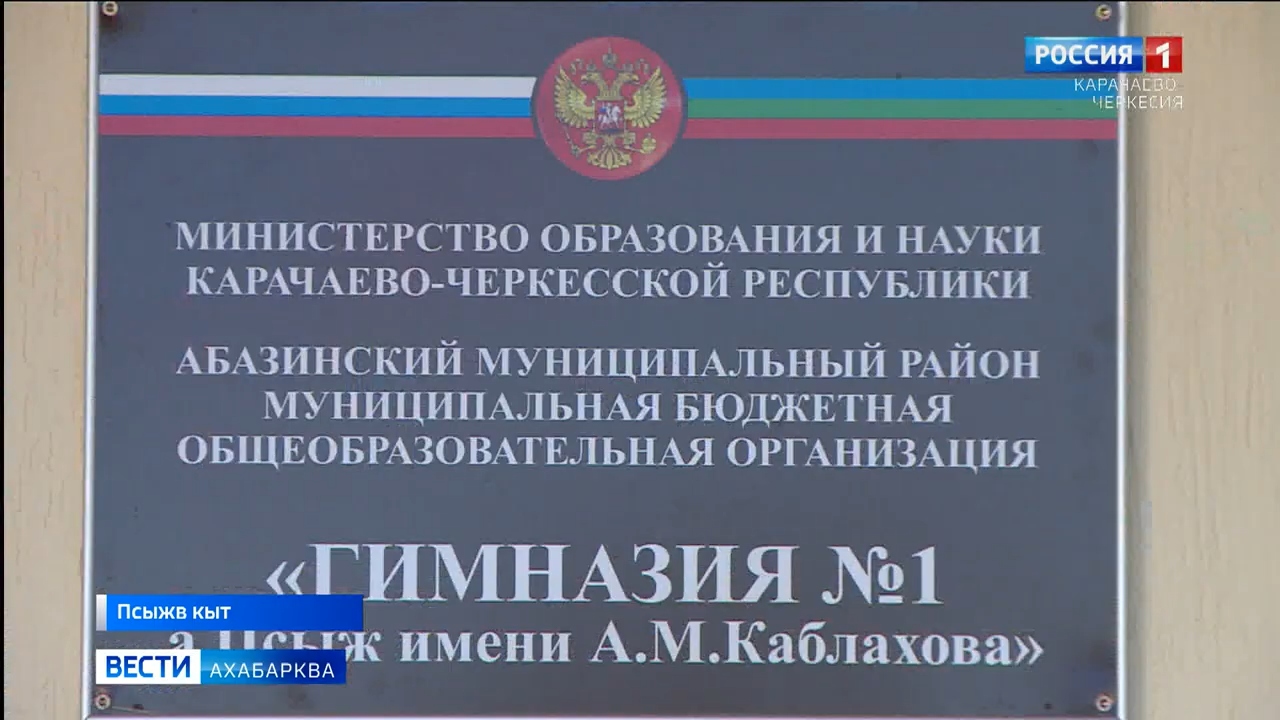 РОССИЯ 1
КАРАЧАЕВО-
ЧЕРКЕСИЯ
МИНИСТЕРСТВО ОБРАЗОВАНИЯ И НАУКИ
КАРАЧАЕВО-ЧЕРКЕССКОЙ РЕСПУБЛИКИ
АБАЗИНСКИЙ МУНИЦИПАЛЬНЫЙ РАЙОН
МУНИЦИПАЛЬНАЯ БЮДЖЕТНАЯ
ОБЩЕОБРАЗОВАТЕЛЬНАЯ ОРГАНИЗАЦИЯ
«ГИМНАЗИЯ №1
а.Псыж имени А.М.Каблахова»
Псыжв кыт
ВЕСТИ АХАБАРКВА